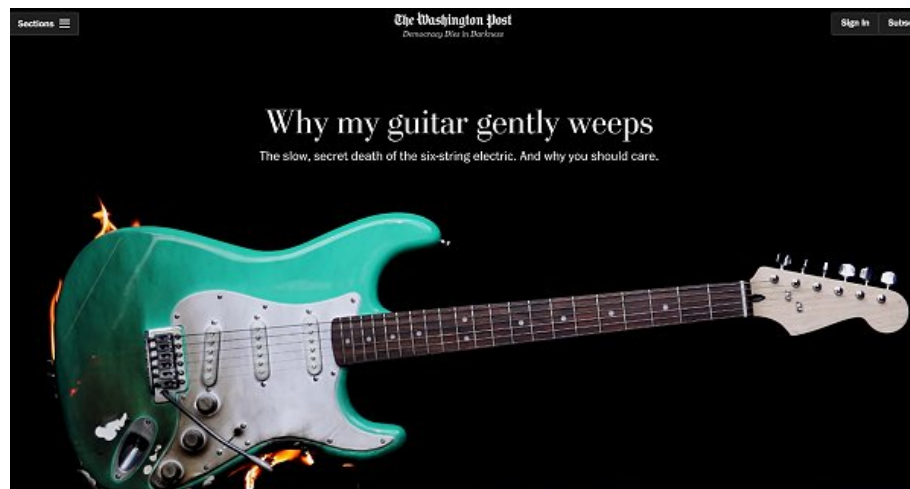 Sections
The Washington Post
Democracy Dies in Darkness
Sign In
Subsc
Why my guitar gently weeps
The slow, secret death of the six-string electric. And why you should care.